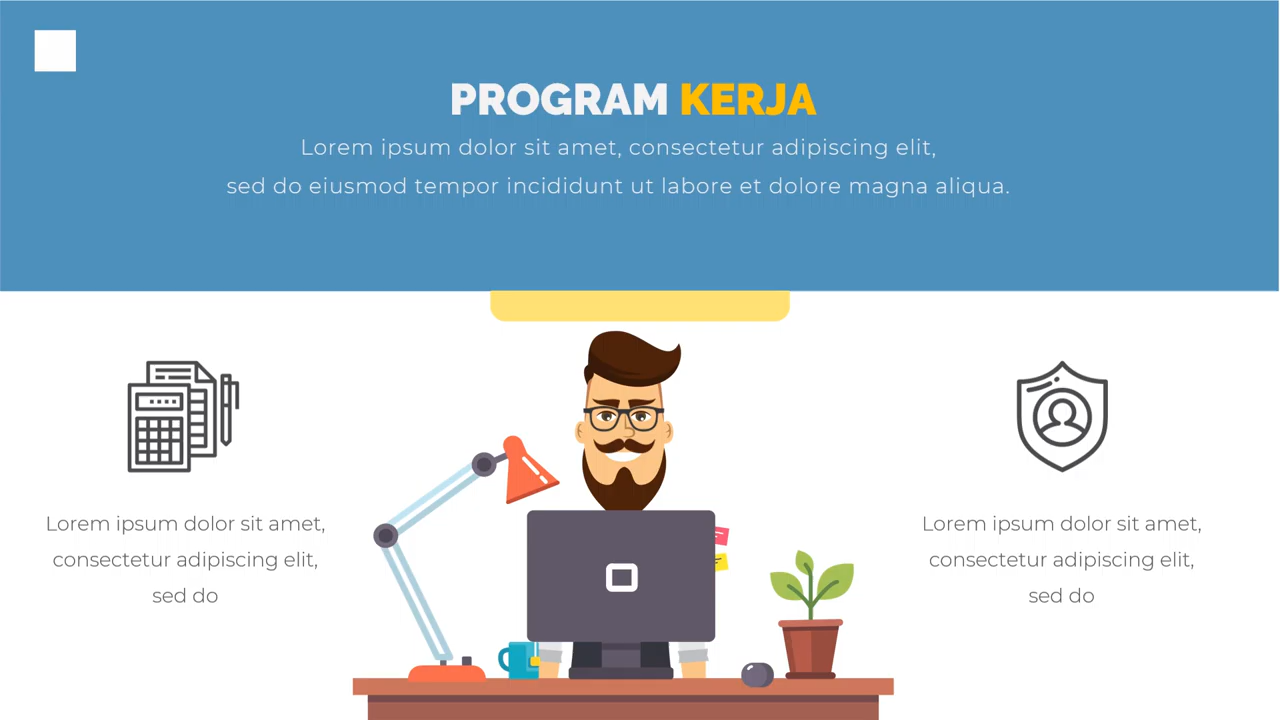 PROGRAM KERJA
Lorem ipsum dolor sit amet, consectetur adipiscing elit,
sed do eiusmod tempor incididunt ut labore et dolore magna aliqua.
Lorem ipsum dolor sit amet,
consectetur adipiscing elit,
sed do
Lorem ipsum dolor sit amet,
consectetur adipiscing elit,
sed do